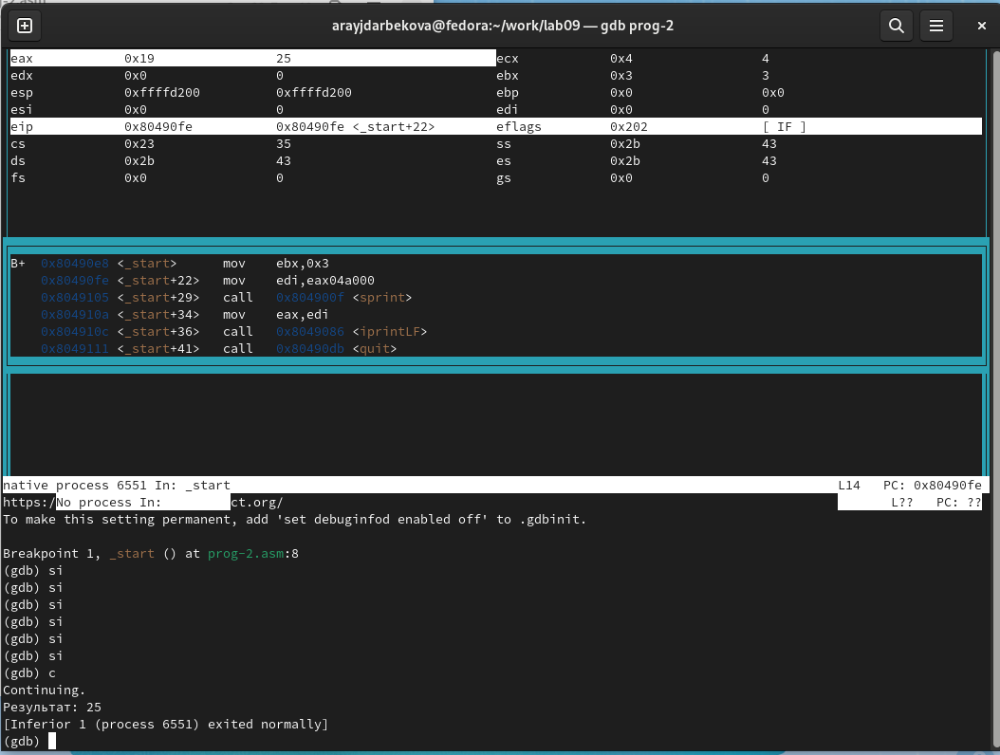 arayjdarbekova@fedora:~/work/lab09 — gdb prog-2
eax 0x19 25 ecx 0x4 4
edx 0x0 0 ebx 0x3 3
esp 0xffffd200 0xffffd200 ebp 0x0 0x0
esi 0x0 0 edi 0x0 0
eip 0x80490fe 0x80490fe <_start+22> eflags 0x202 [ IF ]
cs 0x23 35 ss 0x2b 43
ds 0x2b 43 es 0x2b 43
fs 0x0 0 gs 0x0 0
B+ 0x80490e8 <_start> mov ebx,0x3
0x80490fe <_start+22> mov edi,eax04a000
0x8049105 <_start+29> call 0x804900f <sprint>
0x804910a <_start+34> mov eax,edi
0x804910c <_start+36> call 0x8049086 <iprintLF>
0x8049111 <_start+41> call 0x80490db <quit>
native process 6551 In: _start L14 PC: 0x80490fe
https:/No process In: ct.org/ L?? PC: ??
To make this setting permanent, add 'set debuginfod enabled off' to .gdbinit.
Breakpoint 1, _start () at prog-2.asm:8
(gdb) si
(gdb) si
(gdb) si
(gdb) si
(gdb) si
(gdb) si
(gdb) c
Continuing.
Результат: 25
[Inferior 1 (process 6551) exited normally]
(gdb)